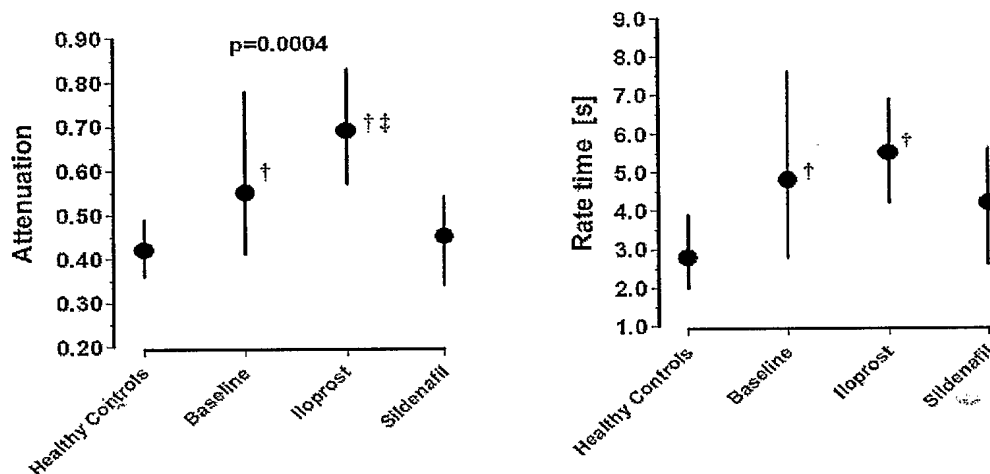 Attenuation
0.90
0.80
0.70
0.60
0.50
0.40
0.30
0.20
p=0.0004
†
†‡
Healthy Controls
Baseline
Iloprost
Sildenafil
Rate time [s]
9.0
8.0
7.0
6.0
5.0
4.0
3.0
2.0
1.0
†
†
Healthy Controls
Baseline
Iloprost
Sildenafil